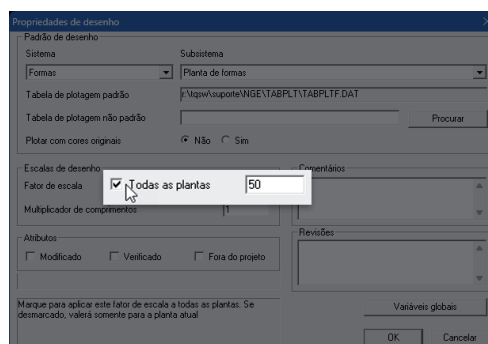 Propriedades de desenho
Padrão de desenho
Sistema Subsistema
Formas Planta de formas
Tabela de plotagem padrão r:\tqsw\suporte\NGE\TABPLT\TABPLTF.DAT
Tabela de plotagem não padrão Procurar
Plotar com cores originais Não Sim
Escalas de desenho Comentários
Fator de escala Todas as plantas 50
Multiplicador de comprimentos 1
Atributos Revisões
Modificado Verificado Fora do projeto
Marque para aplicar este fator de escala a todas as plantas. Se
desmarcado, valerá somente para a planta atual
Variáveis globais
OK Cancelar